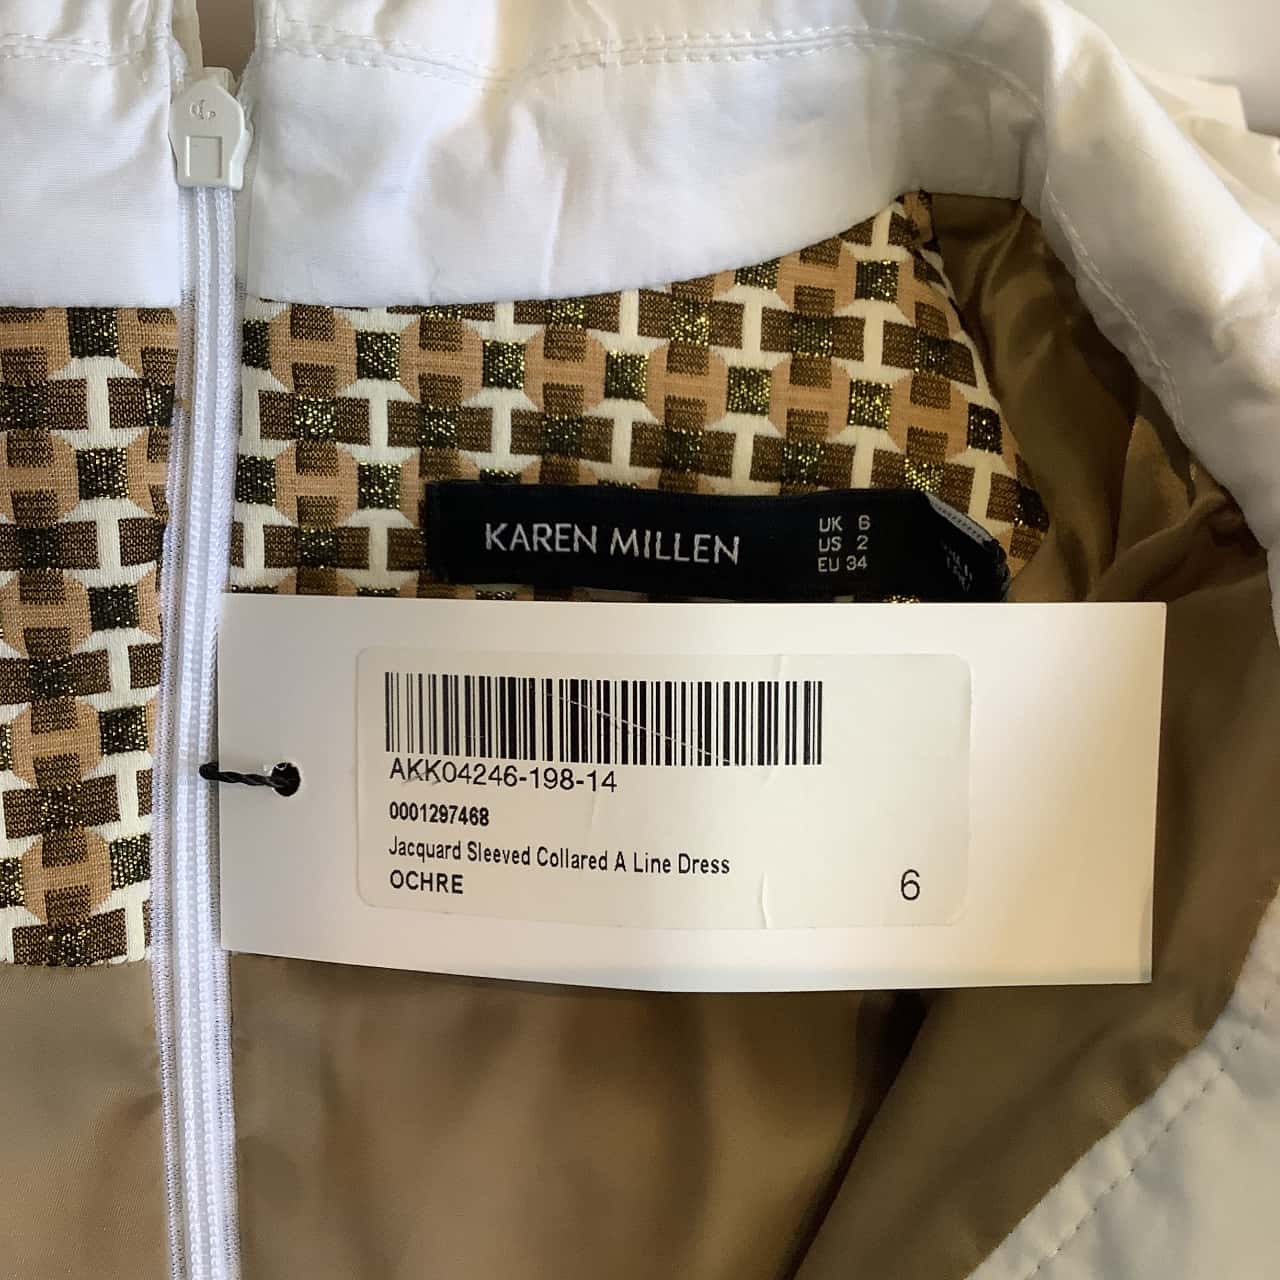 KAREN MILLEN
UK 6
US 2
EU 34
AKK04246-198-14
0001297468
Jacquard Sleeved Collared A Line Dress
OCHRE
6